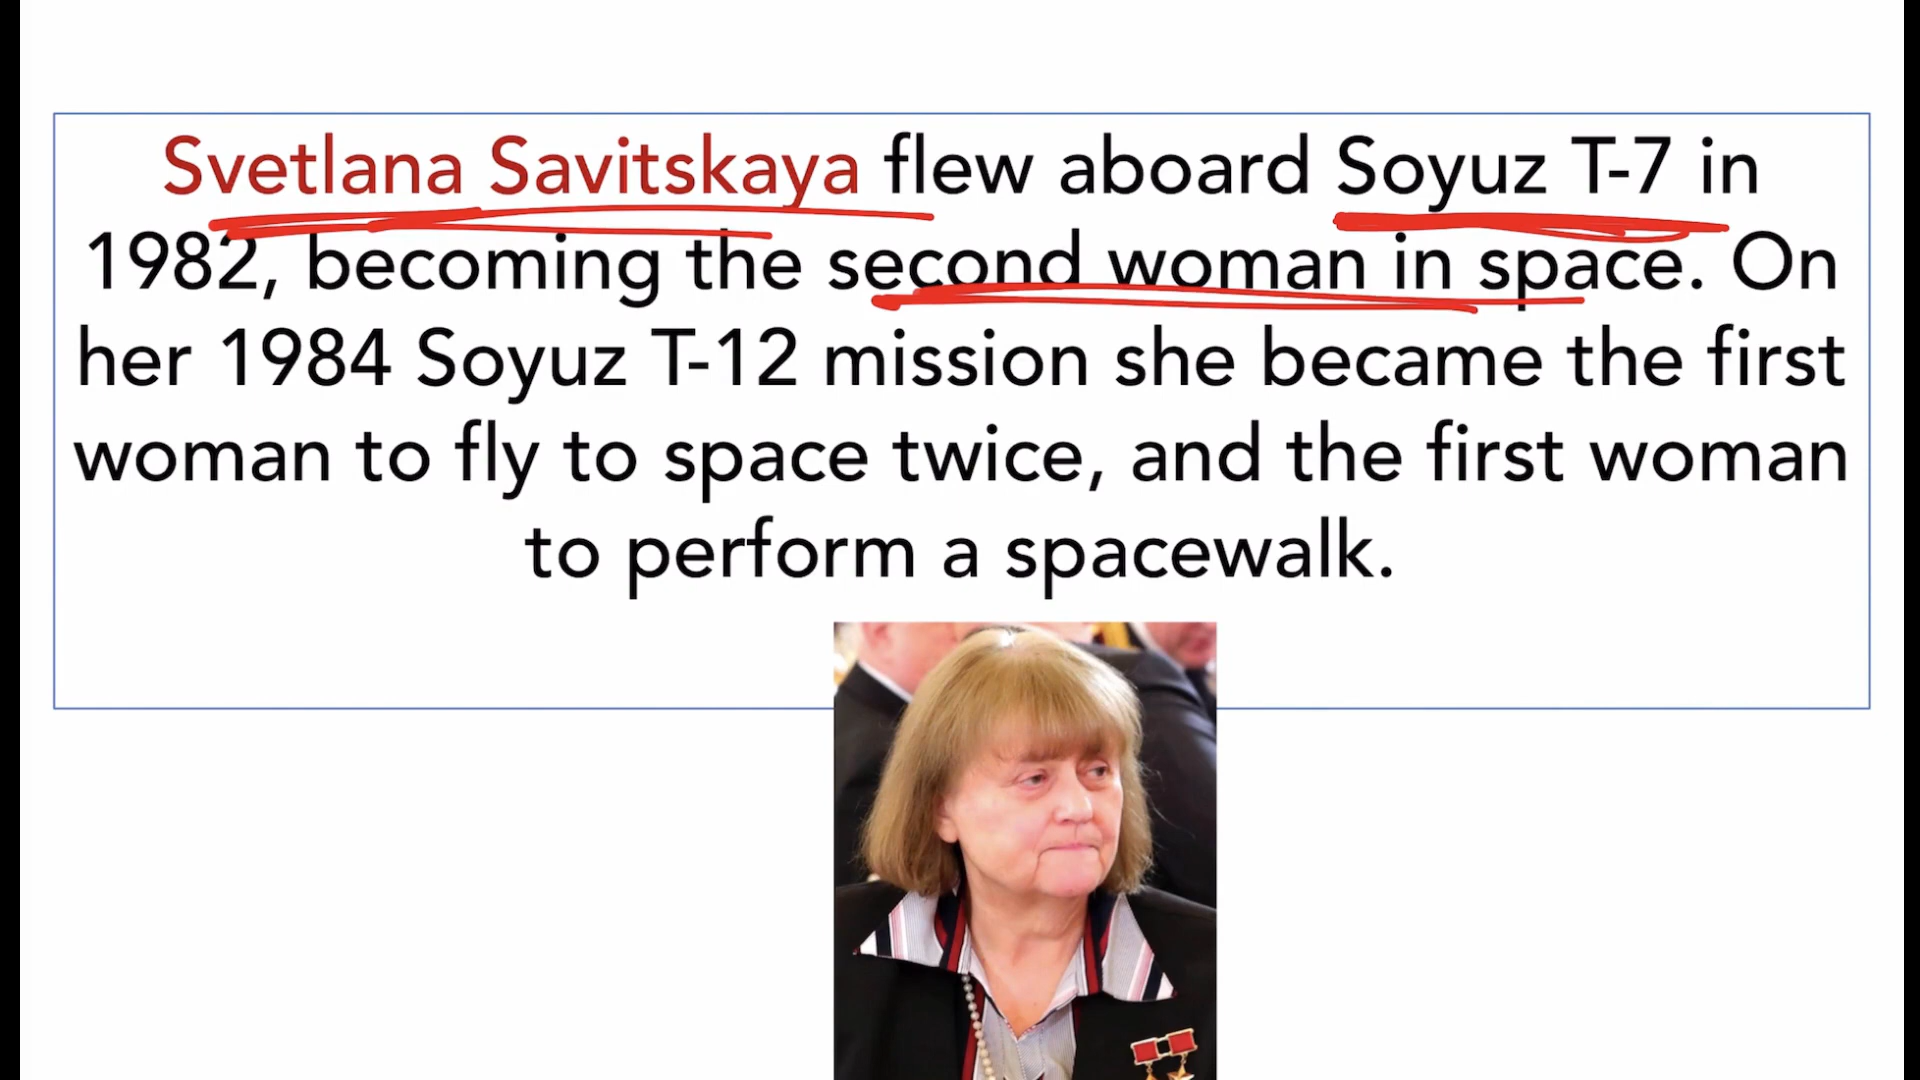 Svetlana Savitskaya flew aboard Soyuz T-7 in
1982, becoming the second woman in space. On
her 1984 Soyuz T-12 mission she became the first
woman to fly to space twice, and the first woman
to perform a spacewalk.